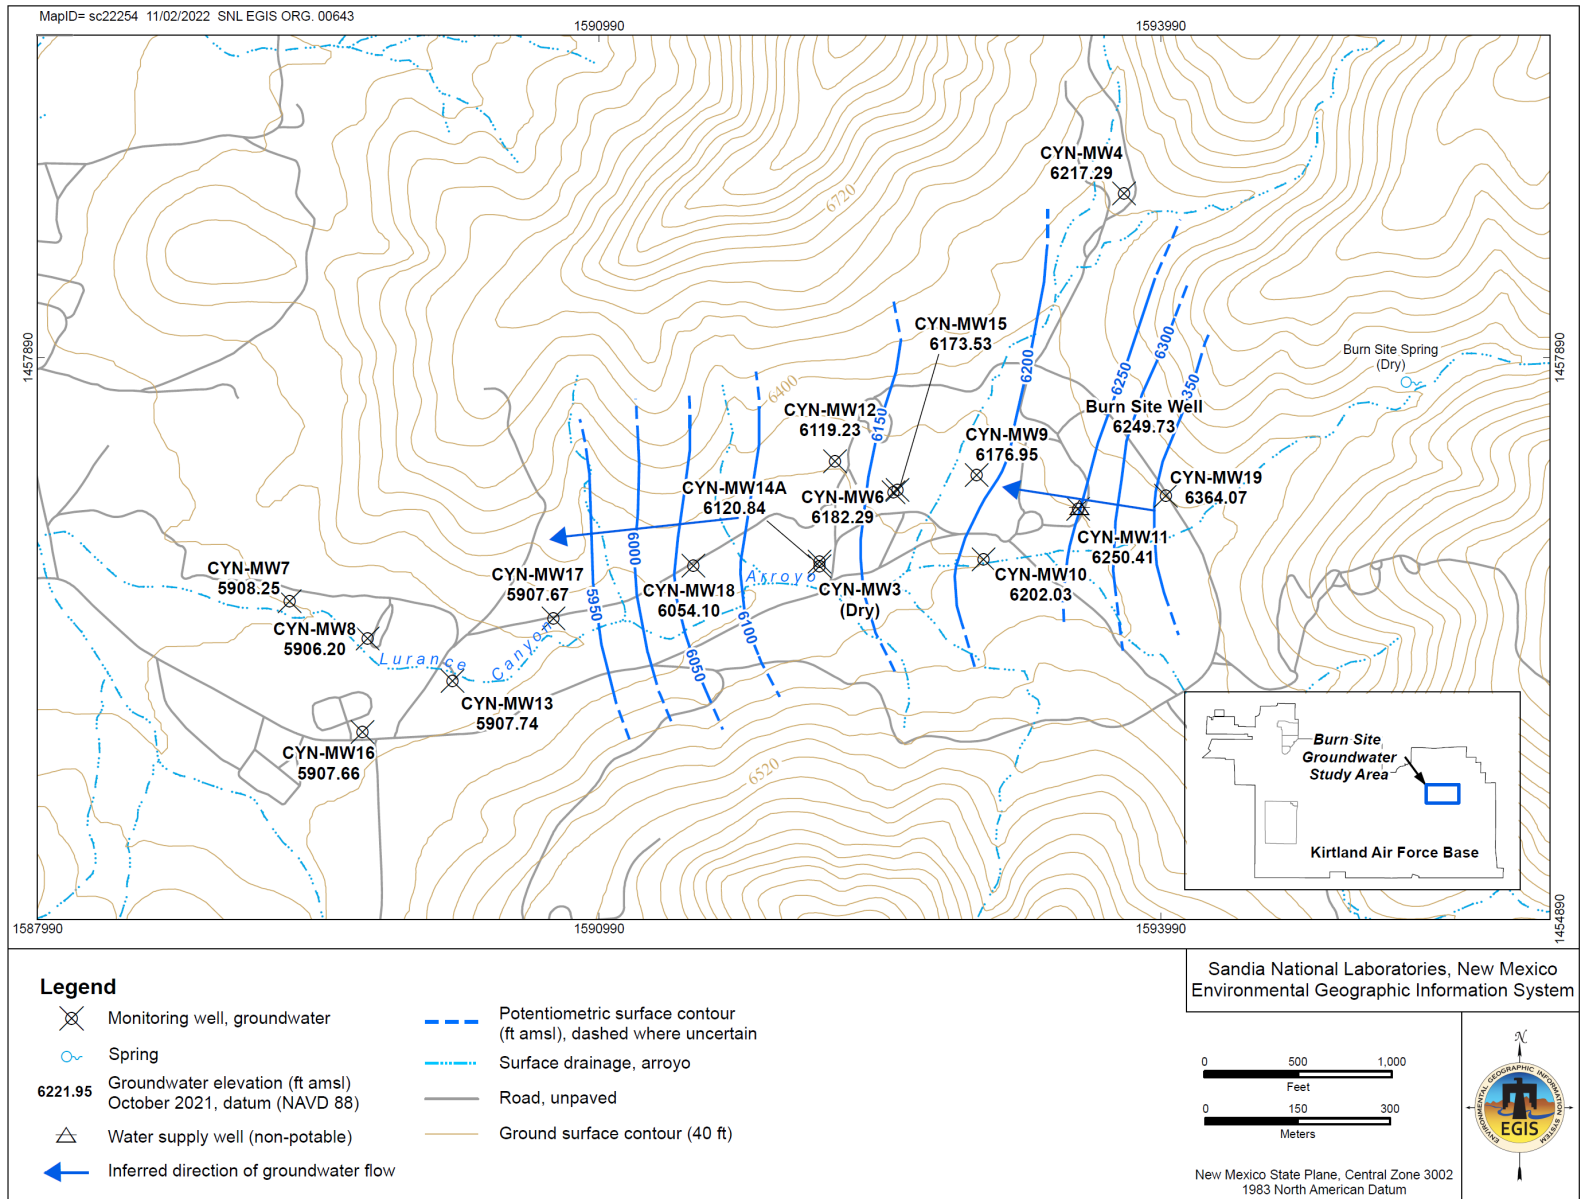 MapID= sc22254 11/02/2022 SNL EGIS ORG. 00643
1590990
1593990
CYN-MW4
6217.29
6720
CYN-MW15
6173.53
6200
6300
1457890
1457890
Burn Site Spring
(Dry)
6250
6350
6400
CYN-MW12
6119.23
6150
Burn Site Well
6249.73
CYN-MW9
6176.95
CYN-MW14A
6120.84
CYN-MW6
6182.29
CYN-MW19
6364.07
CYN-MW11
6250.41
6000
CYN-MW7
5908.25
CYN-MW17
5907.67
CYN-MW18
6054.10
Arroyo
CYN-MW3
(Dry)
CYN-MW10
6202.03
5950
6100
CYN-MW8
5906.20
Lurance
Canyon
6050
CYN-MW13
5907.74
CYN-MW16
5907.66
6520
Burn Site
Groundwater
Study Area
Kirtland Air Force Base
1587990
1590990
1593990
1454890
Legend
Monitoring well, groundwater
Spring
6221.95
Groundwater elevation (ft amsl)
October 2021, datum (NAVD 88)
Water supply well (non-potable)
Inferred direction of groundwater flow
Potentiometric surface contour
(ft amsl), dashed where uncertain
Surface drainage, arroyo
Road, unpaved
Ground surface contour (40 ft)
Sandia National Laboratories, New Mexico
Environmental Geographic Information System
0 500 1,000
Feet
0 150 300
Meters
New Mexico State Plane, Central Zone 3002
1983 North American Datum
N
ENVIRONMENTAL GEOGRAPHIC INFORMATION SYSTEM
EGIS